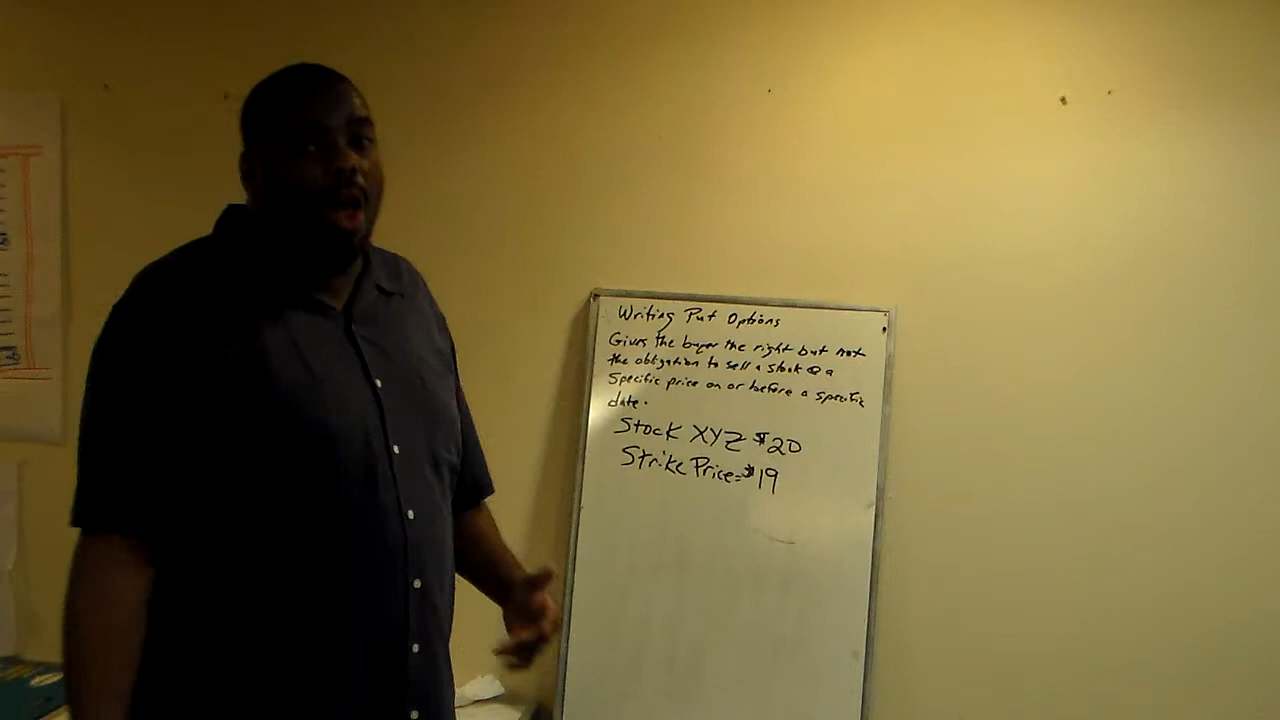 Writing Put Options
Gives the buyer the right but not
the obligation to sell a stock @ a
Specific price on or before a specific
date.
Stock XYZ $20
Strike Price=$19